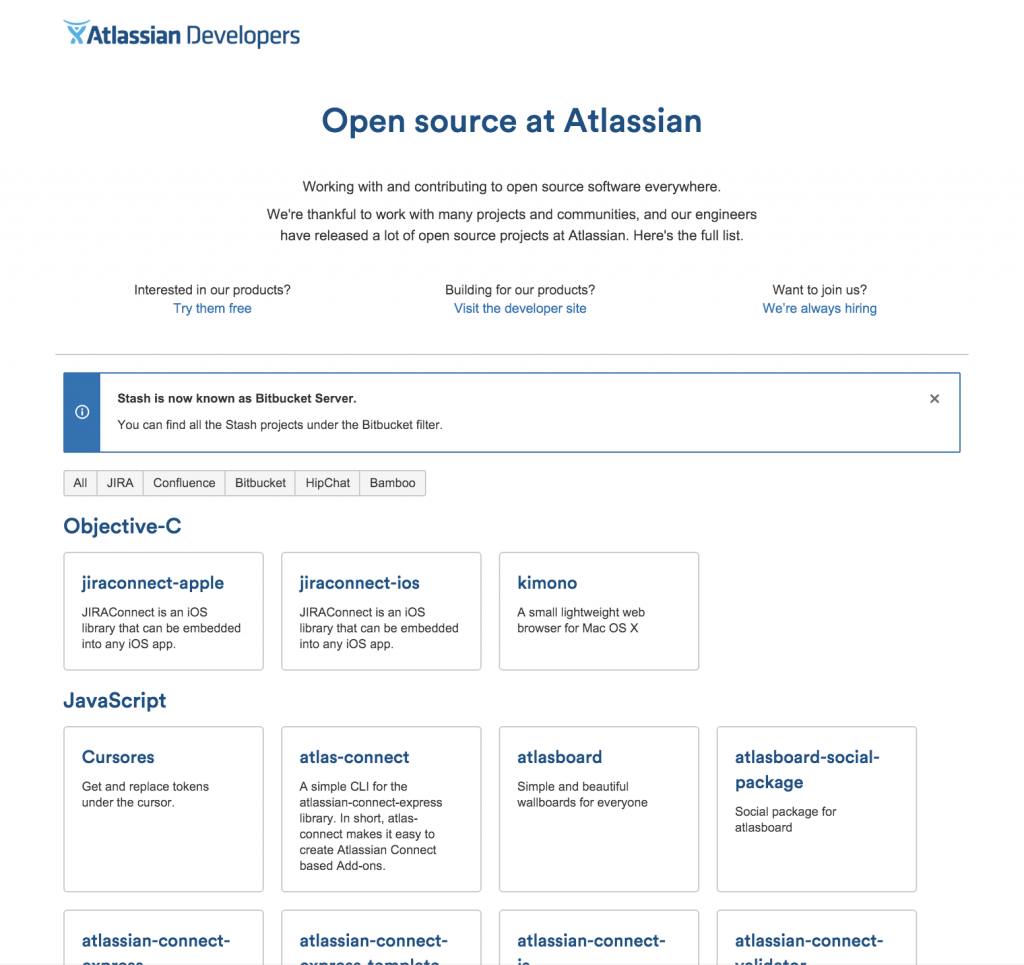 Atlassian Developers
Open source at Atlassian
Working with and contributing to open source software everywhere.
We're thankful to work with many projects and communities, and our engineers
have released a lot of open source projects at Atlassian. Here's the full list.
Interested in our products?
Try them free
Building for our products?
Visit the developer site
Want to join us?
We're always hiring
Stash is now known as Bitbucket Server.
You can find all the Stash projects under the Bitbucket filter.
All JIRA Confluence Bitbucket HipChat Bamboo
Objective-C
jiraconnect-apple
JIRAConnect is an iOS
library that can be embedded
into any iOS app.
jiraconnect-ios
JIRAConnect is an iOS
library that can be embedded
into any iOS app.
kimono
A small lightweight web
browser for Mac OS X
JavaScript
Cursores
Get and replace tokens
under the cursor.
atlas-connect
A simple CLI for the
atlassian-connect-express
library. In short, atlas-
connect makes it easy to
create Atlassian Connect
based Add-ons.
atlasboard
Simple and beautiful
wallboards for everyone
atlasboard-social-
package
Social package for
atlasboard
atlassian-connect-
express
atlassian-connect-
express-template
atlassian-connect-
js
atlassian-connect-
validator